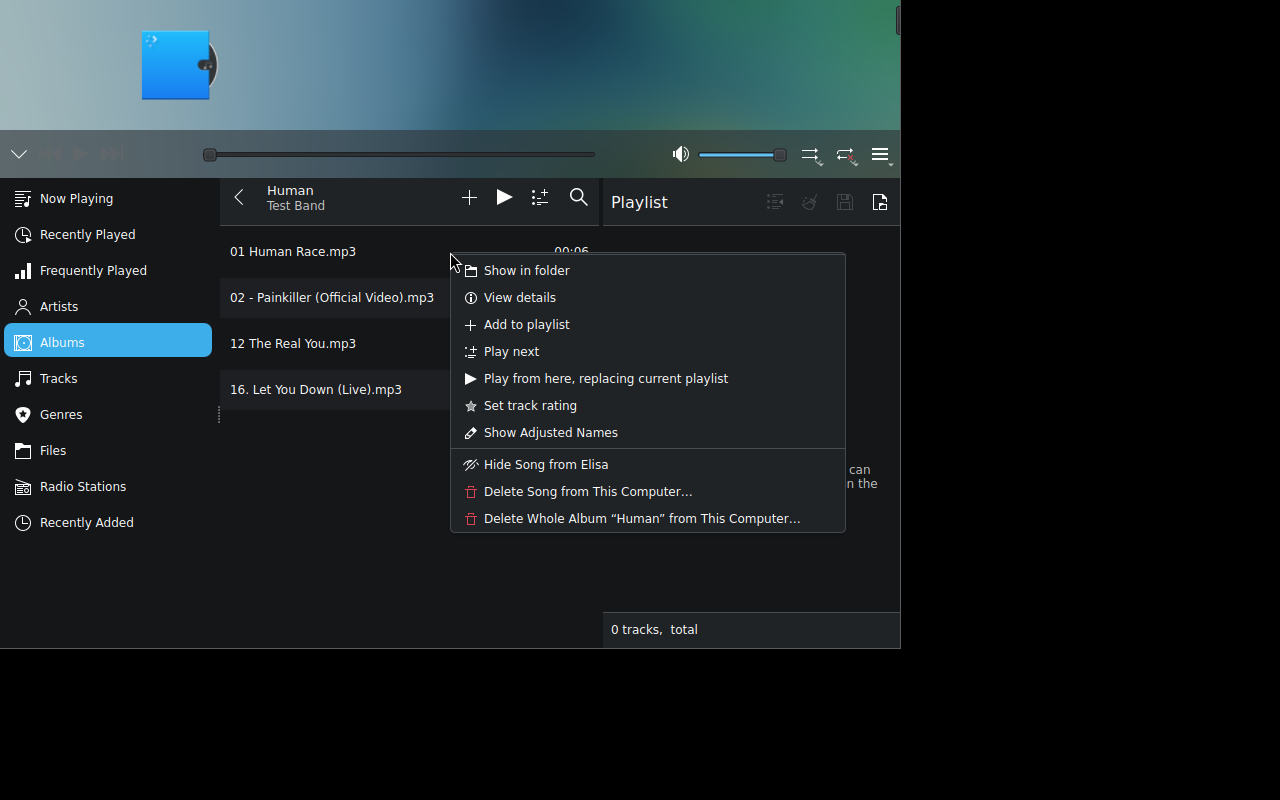 Human
Test Band
Playlist
Now Playing
Recently Played
Frequently Played
Artists
Albums
Tracks
Genres
Files
Radio Stations
Recently Added
01 Human Race.mp3
00:06
02 - Painkiller (Official Video).mp3
12 The Real You.mp3
16. Let You Down (Live).mp3
Show in folder
View details
Add to playlist
Play next
Play from here, replacing current playlist
Set track rating
Show Adjusted Names
Hide Song from Elisa
Delete Song from This Computer...
Delete Whole Album “Human” from This Computer...
can
n the
0 tracks,  total